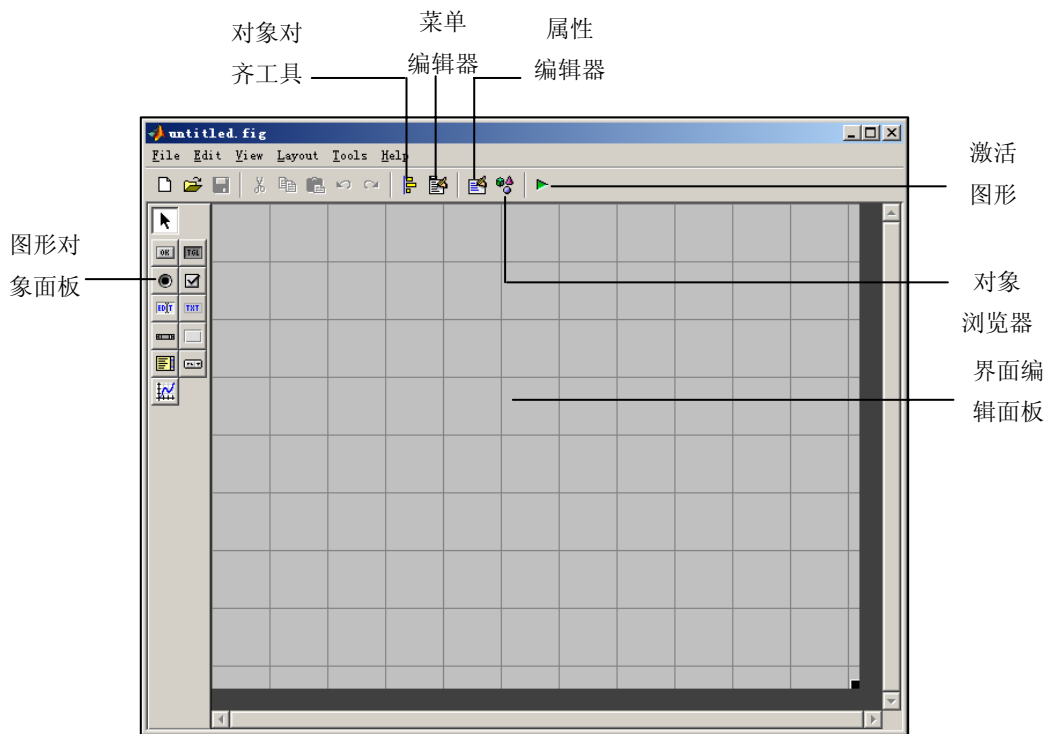 对象对
齐工具
菜单
编辑器
属性
编辑器
untitled.fig
File Edit View Layout Tools Help
激活
图形
图形对
象面板
OK TGL
EDIT TXT
对象
浏览器
界面编
辑面板